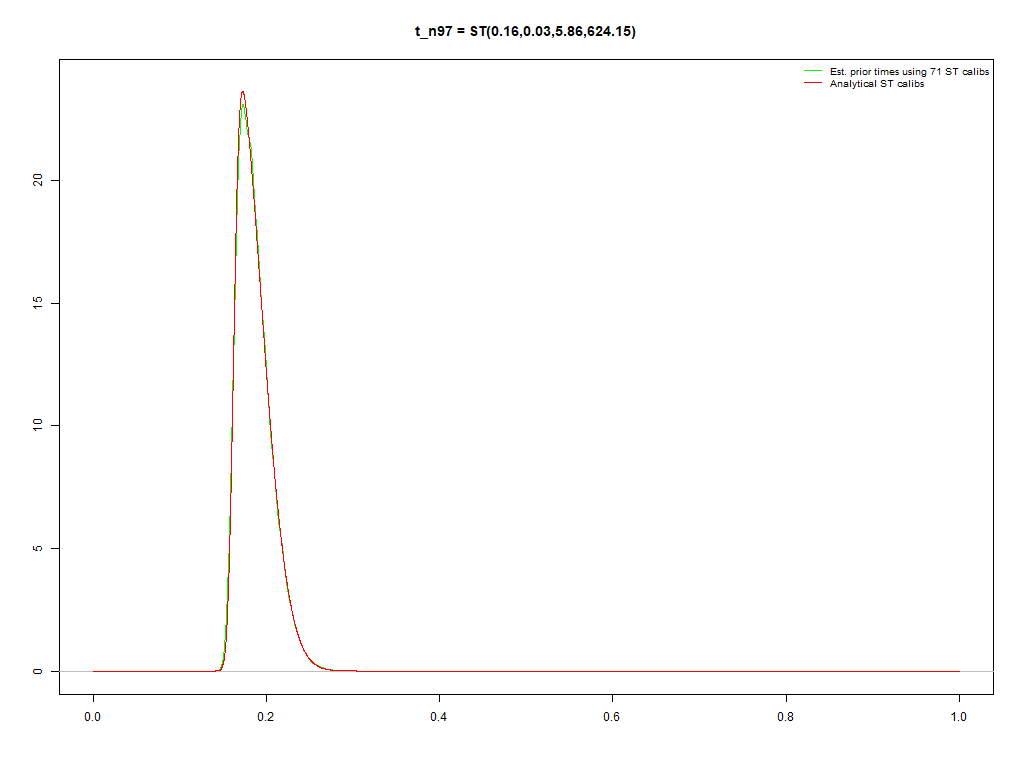 t_n97 = ST(0.16,0.03,5.86,624.15)
Est. prior times using 71 ST calibs
Analytical ST calibs
20
15
10
5
0
0.0 0.2 0.4 0.6 0.8 1.0